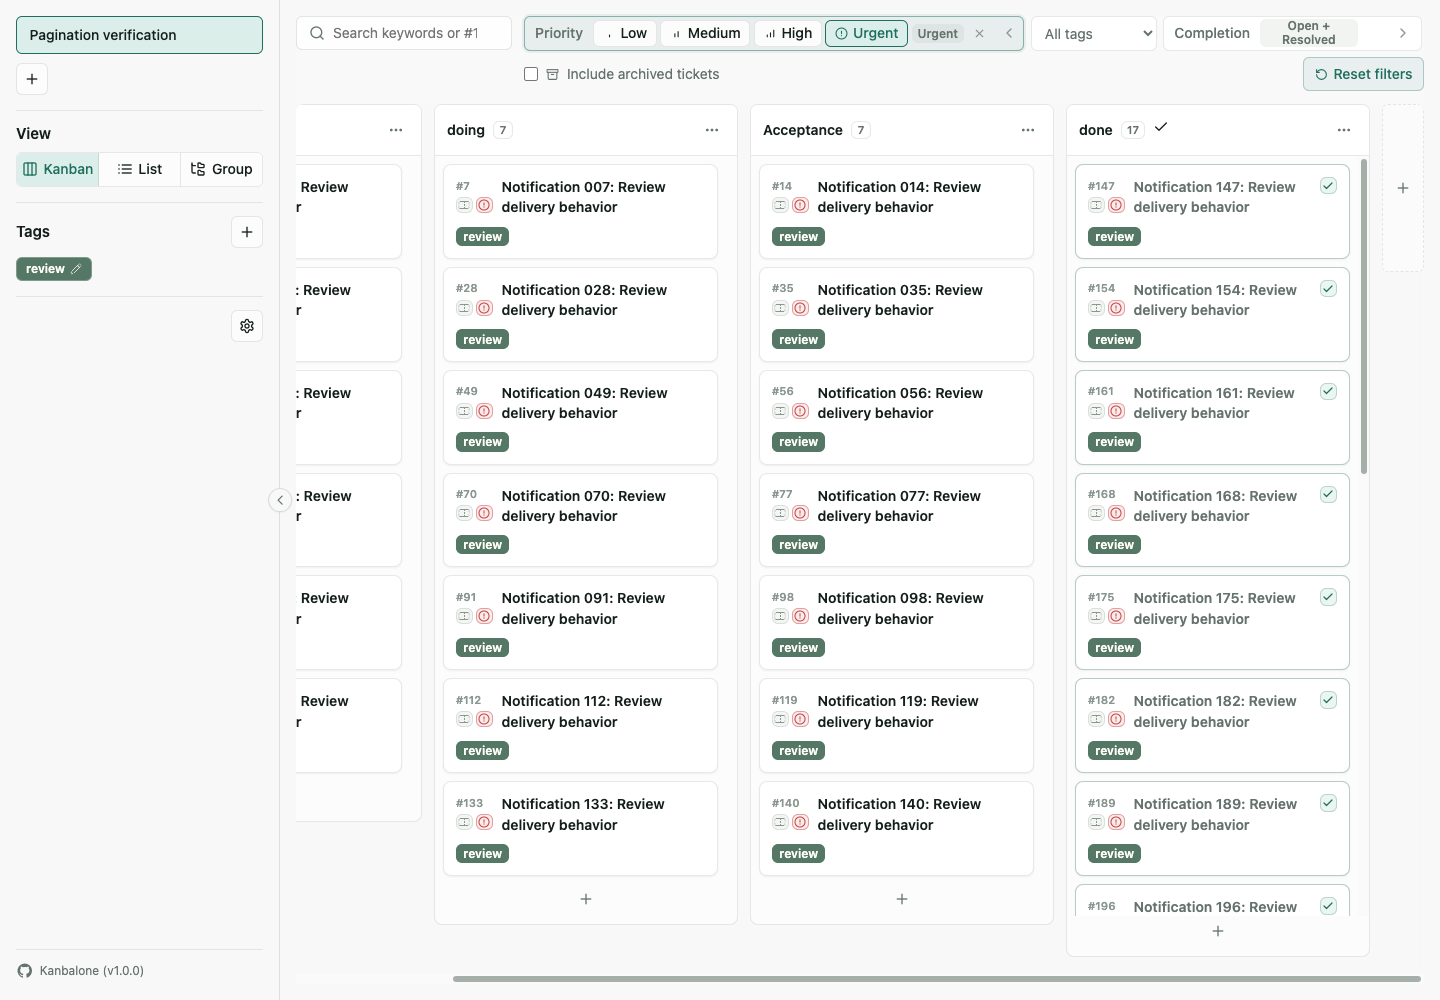 Pagination verification
View
Kanban
List
Group
Tags
review
Kanbalone (v1.0.0)
Search keywords or #1
Priority
Low
Medium
High
Urgent
Urgent
All tags
Completion
Open +
Resolved
Include archived tickets
Reset filters
Review
r
: Review
r
: Review
r
: Review
r
Review
r
Review
r
doing 7
#7 Notification 007: Review
delivery behavior
review
#28 Notification 028: Review
delivery behavior
review
#49 Notification 049: Review
delivery behavior
review
#70 Notification 070: Review
delivery behavior
review
#91 Notification 091: Review
delivery behavior
review
#112 Notification 112: Review
delivery behavior
review
#133 Notification 133: Review
delivery behavior
review
Acceptance 7
#14 Notification 014: Review
delivery behavior
review
#35 Notification 035: Review
delivery behavior
review
#56 Notification 056: Review
delivery behavior
review
#77 Notification 077: Review
delivery behavior
review
#98 Notification 098: Review
delivery behavior
review
#119 Notification 119: Review
delivery behavior
review
#140 Notification 140: Review
delivery behavior
review
done 17
#147 Notification 147: Review
delivery behavior
review
#154 Notification 154: Review
delivery behavior
review
#161 Notification 161: Review
delivery behavior
review
#168 Notification 168: Review
delivery behavior
review
#175 Notification 175: Review
delivery behavior
review
#182 Notification 182: Review
delivery behavior
review
#189 Notification 189: Review
delivery behavior
review
#196 Notification 196: Review